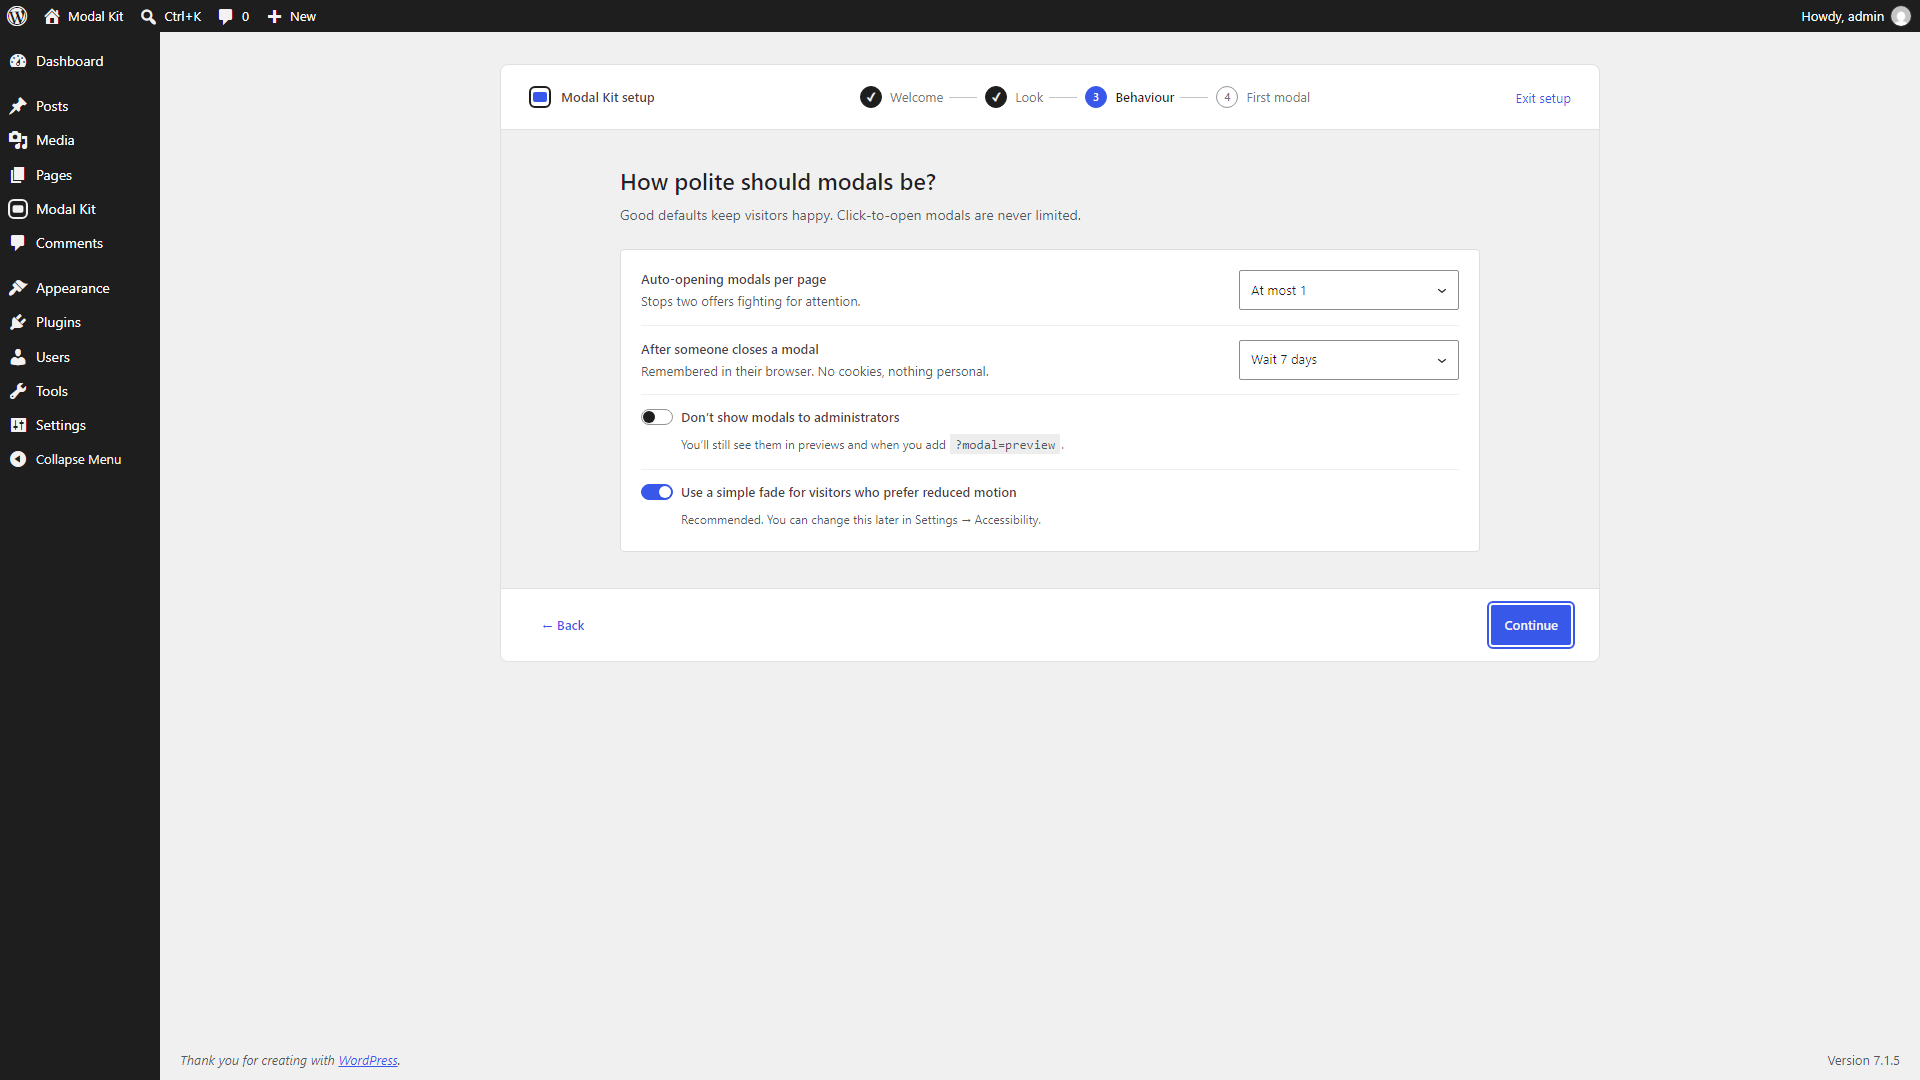 Modal Kit
Ctrl+K
0
New
Howdy, admin
Dashboard
Posts
Media
Pages
Modal Kit
Comments
Appearance
Plugins
Users
Tools
Settings
Collapse Menu
Modal Kit setup
Welcome
Look
3 Behaviour
4 First modal
Exit setup
How polite should modals be?
Good defaults keep visitors happy. Click-to-open modals are never limited.
Auto-opening modals per page
Stops two offers fighting for attention.
At most 1
After someone closes a modal
Remembered in their browser. No cookies, nothing personal.
Wait 7 days
Don't show modals to administrators
You'll still see them in previews and when you add ?modal=preview.
Use a simple fade for visitors who prefer reduced motion
Recommended. You can change this later in Settings → Accessibility.
← Back
Continue
Thank you for creating with WordPress.
Version 7.1.5